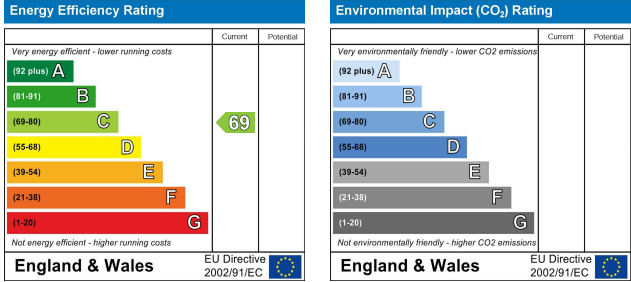 Energy Efficiency Rating
Current Potential
Very energy efficient - lower running costs
(92 plus) A
(81-91) B
(69-80) C 69
(55-68) D
(39-54) E
(21-38) F
(1-20) G
Not energy efficient - higher running costs
England & Wales
EU Directive
2002/91/EC
Environmental Impact (CO2) Rating
Current Potential
Very environmentally friendly - lower CO2 emissions
(92 plus) A
(81-91) B
(69-80) C
(55-68) D
(39-54) E
(21-38) F
(1-20) G
Not environmentally friendly - higher CO2 emissions
England & Wales
EU Directive
2002/91/EC